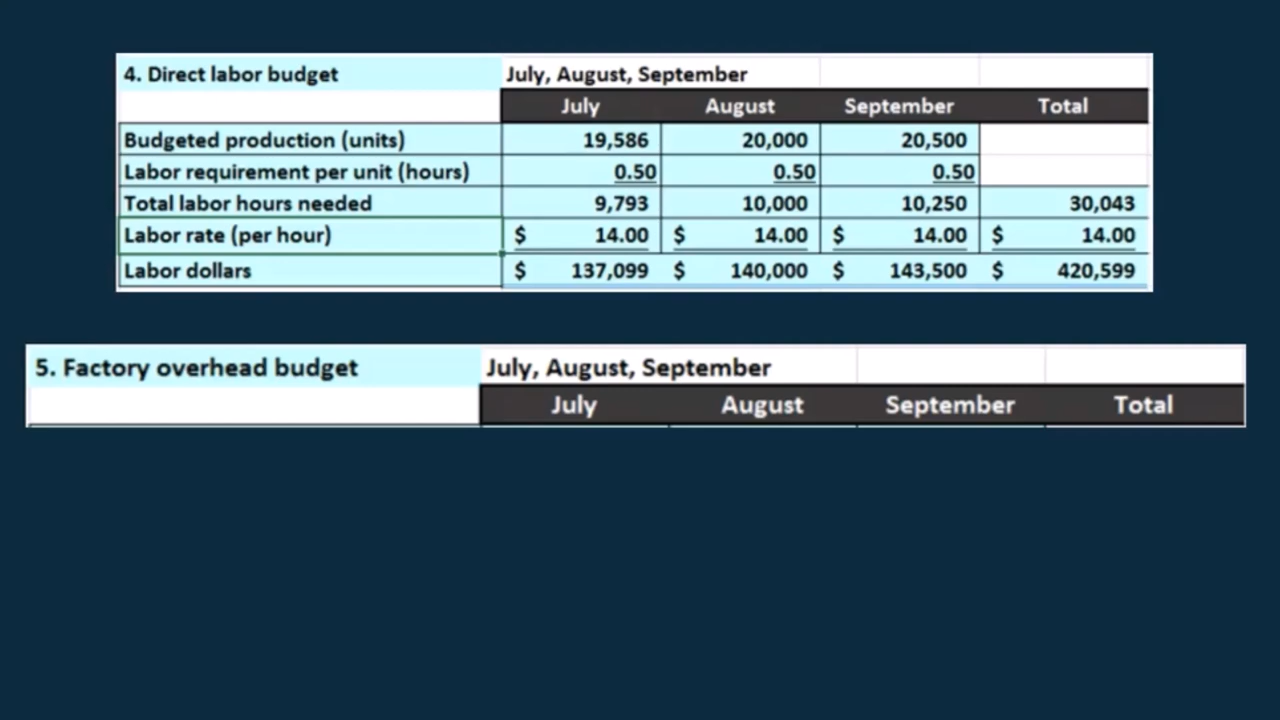 4. Direct labor budget July, August, September
July August September Total
Budgeted production (units) 19,586 20,000 20,500
Labor requirement per unit (hours) 0.50 0.50 0.50
Total labor hours needed 9,793 10,000 10,250 30,043
Labor rate (per hour) $ 14.00 $ 14.00 $ 14.00 $ 14.00
Labor dollars $ 137,099 $ 140,000 $ 143,500 $ 420,599
5. Factory overhead budget July, August, September
July August September Total